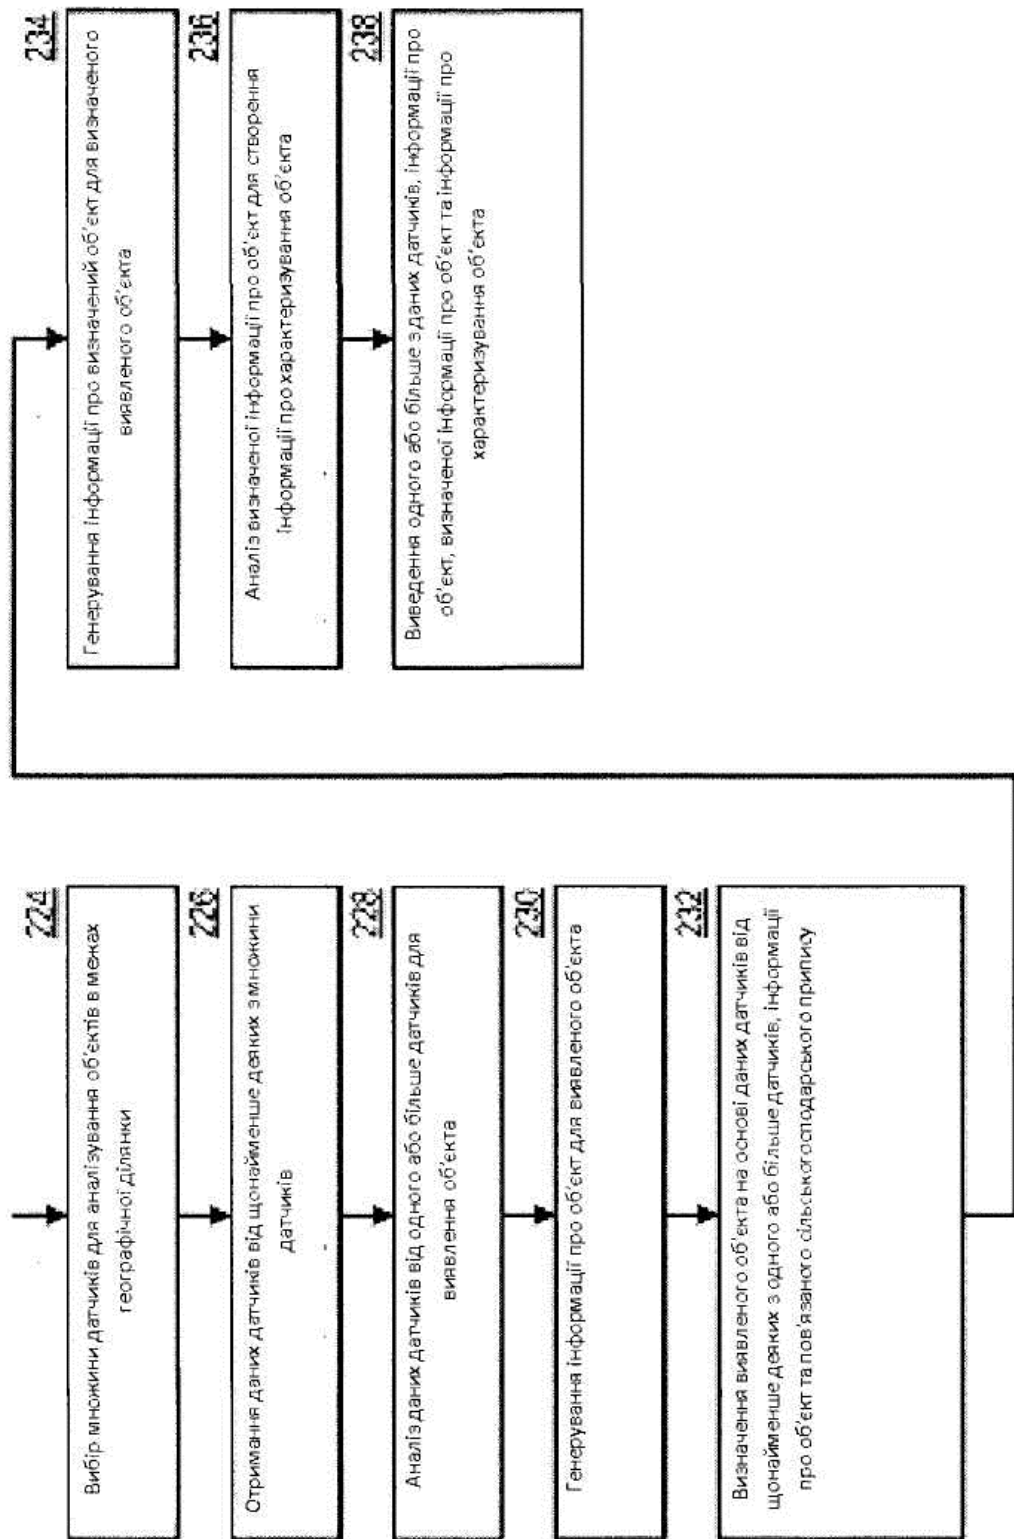 224
Вибір множини датчиків для аналізування об'єктів в межах
географічної ділянки
226
Отримання даних датчиків від щонайменше деяких з множини
датчиків
228
Аналіз даних датчиків від одного або більше датчиків для
виявлення об'єкта
230
Генерування інформації про об'єкт для виявленого об'єкта
232
Визначення виявленого об'єкта на основі даних датчиків від
щонайменше деяких з одного або більше датчиків, інформації
про об'єкт та пов'язаного сільськогосподарського припису
234
Генерування інформації про визначений об'єкт для визначеного
виявленого об'єкта
236
Аналіз визначеної інформації про об'єкт для створення
інформації про характеризування об'єкта
238
Виведення одного або більше з даних датчиків, інформації про
об'єкт, визначеної інформації про об'єкт та інформації про
характеризування об'єкта